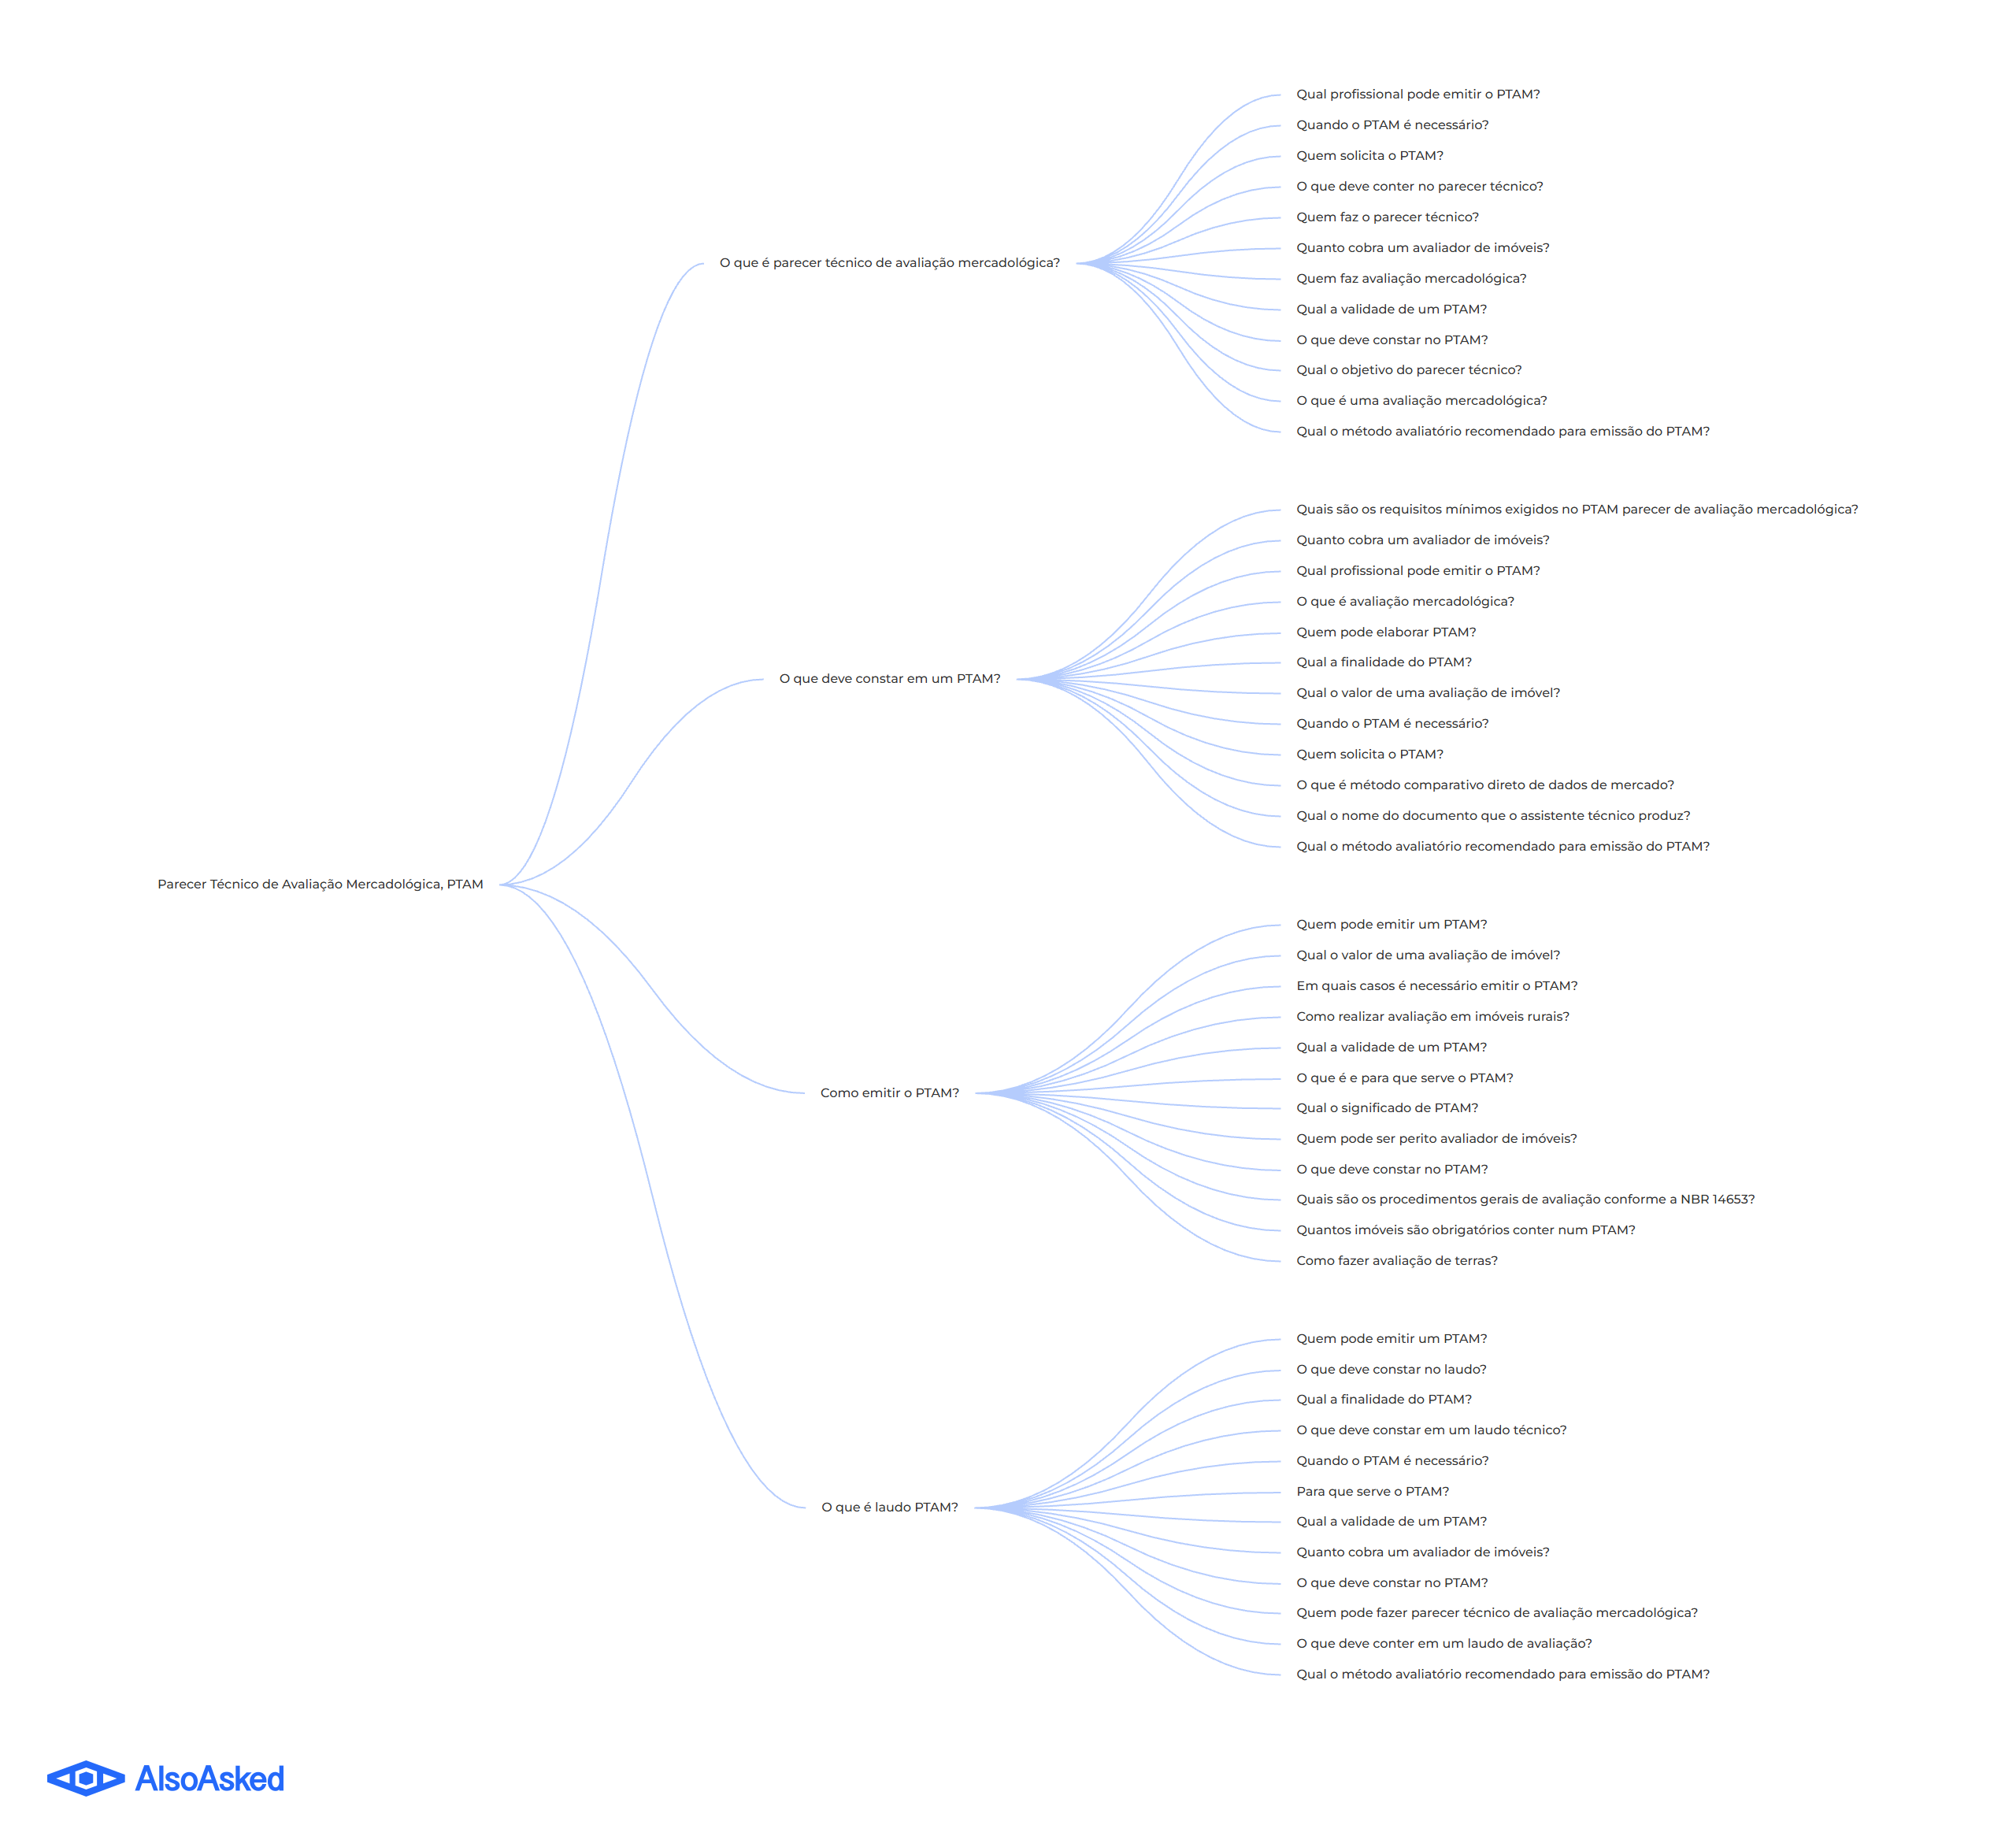 Parecer Técnico de Avaliação Mercadológica, PTAM
O que é parecer técnico de avaliação mercadológica?
Qual profissional pode emitir o PTAM?
Quando o PTAM é necessário?
Quem solicita o PTAM?
O que deve conter no parecer técnico?
Quem faz o parecer técnico?
Quanto cobra um avaliador de imóveis?
Quem faz avaliação mercadológica?
Qual a validade de um PTAM?
O que deve constar no PTAM?
Qual o objetivo do parecer técnico?
O que é uma avaliação mercadológica?
Qual o método avaliatório recomendado para emissão do PTAM?
O que deve constar em um PTAM?
Quais são os requisitos mínimos exigidos no PTAM parecer de avaliação mercadológica?
Quanto cobra um avaliador de imóveis?
Qual profissional pode emitir o PTAM?
O que é avaliação mercadológica?
Quem pode elaborar PTAM?
Qual a finalidade do PTAM?
Qual o valor de uma avaliação de imóvel?
Quando o PTAM é necessário?
Quem solicita o PTAM?
O que é método comparativo direto de dados de mercado?
Qual o nome do documento que o assistente técnico produz?
Qual o método avaliatório recomendado para emissão do PTAM?
Como emitir o PTAM?
Quem pode emitir um PTAM?
Qual o valor de uma avaliação de imóvel?
Em quais casos é necessário emitir o PTAM?
Como realizar avaliação em imóveis rurais?
Qual a validade de um PTAM?
O que é e para que serve o PTAM?
Qual o significado de PTAM?
Quem pode ser perito avaliador de imóveis?
O que deve constar no PTAM?
Quais são os procedimentos gerais de avaliação conforme a NBR 14653?
Quantos imóveis são obrigatórios conter num PTAM?
Como fazer avaliação de terras?
O que é laudo PTAM?
Quem pode emitir um PTAM?
O que deve constar no laudo?
Qual a finalidade do PTAM?
O que deve constar em um laudo técnico?
Quando o PTAM é necessário?
Para que serve o PTAM?
Qual a validade de um PTAM?
Quanto cobra um avaliador de imóveis?
O que deve constar no PTAM?
Quem pode fazer parecer técnico de avaliação mercadológica?
O que deve conter em um laudo de avaliação?
Qual o método avaliatório recomendado para emissão do PTAM?
AlsoAsked